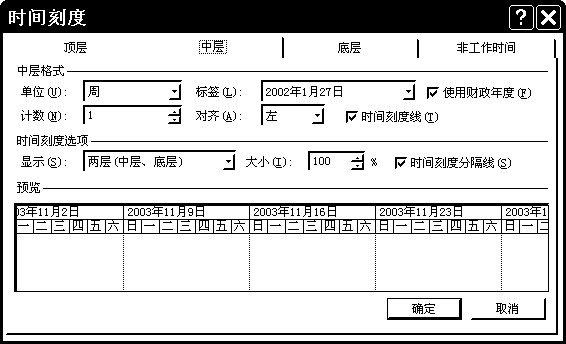 时间刻度
顶层 中层 底层 非工作时间
中层格式
单位(U): 周 标签(L): 2002年1月27日 使用财政年度(F)
计数(N): 1 对齐(A): 左 时间刻度线(T)
时间刻度选项
显示(S): 两层(中层、底层) 大小(I): 100 % 时间刻度分隔线(S)
预览
03年11月2日 2003年11月9日 2003年11月16日 2003年11月23日 2003年1
一 二 三 四 五 六 日 一 二 三 四 五 六 日 一 二 三 四 五 六 日 一 二 三 四 五 六 日 一 二
确定 取消